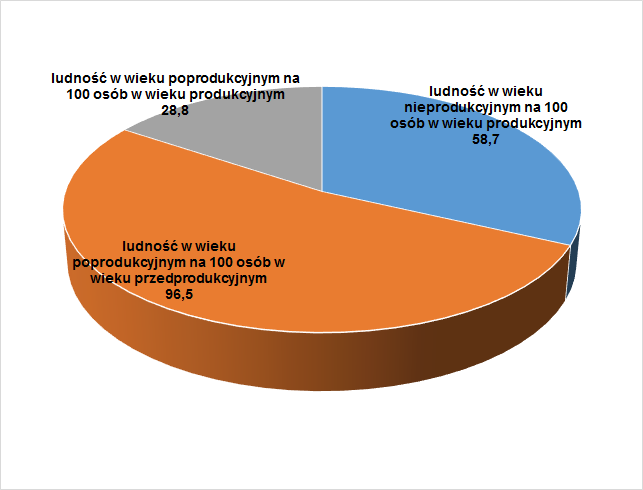 ludność w wieku poprodukcyjnym na
100 osób w wieku produkcyjnym
28,8
ludność w wieku
nieprodukcyjnym na 100
osób w wieku produkcyjnym
58,7
ludność w wieku
poprodukcyjnym na 100 osób w
wieku przedprodukcyjnym
96,5